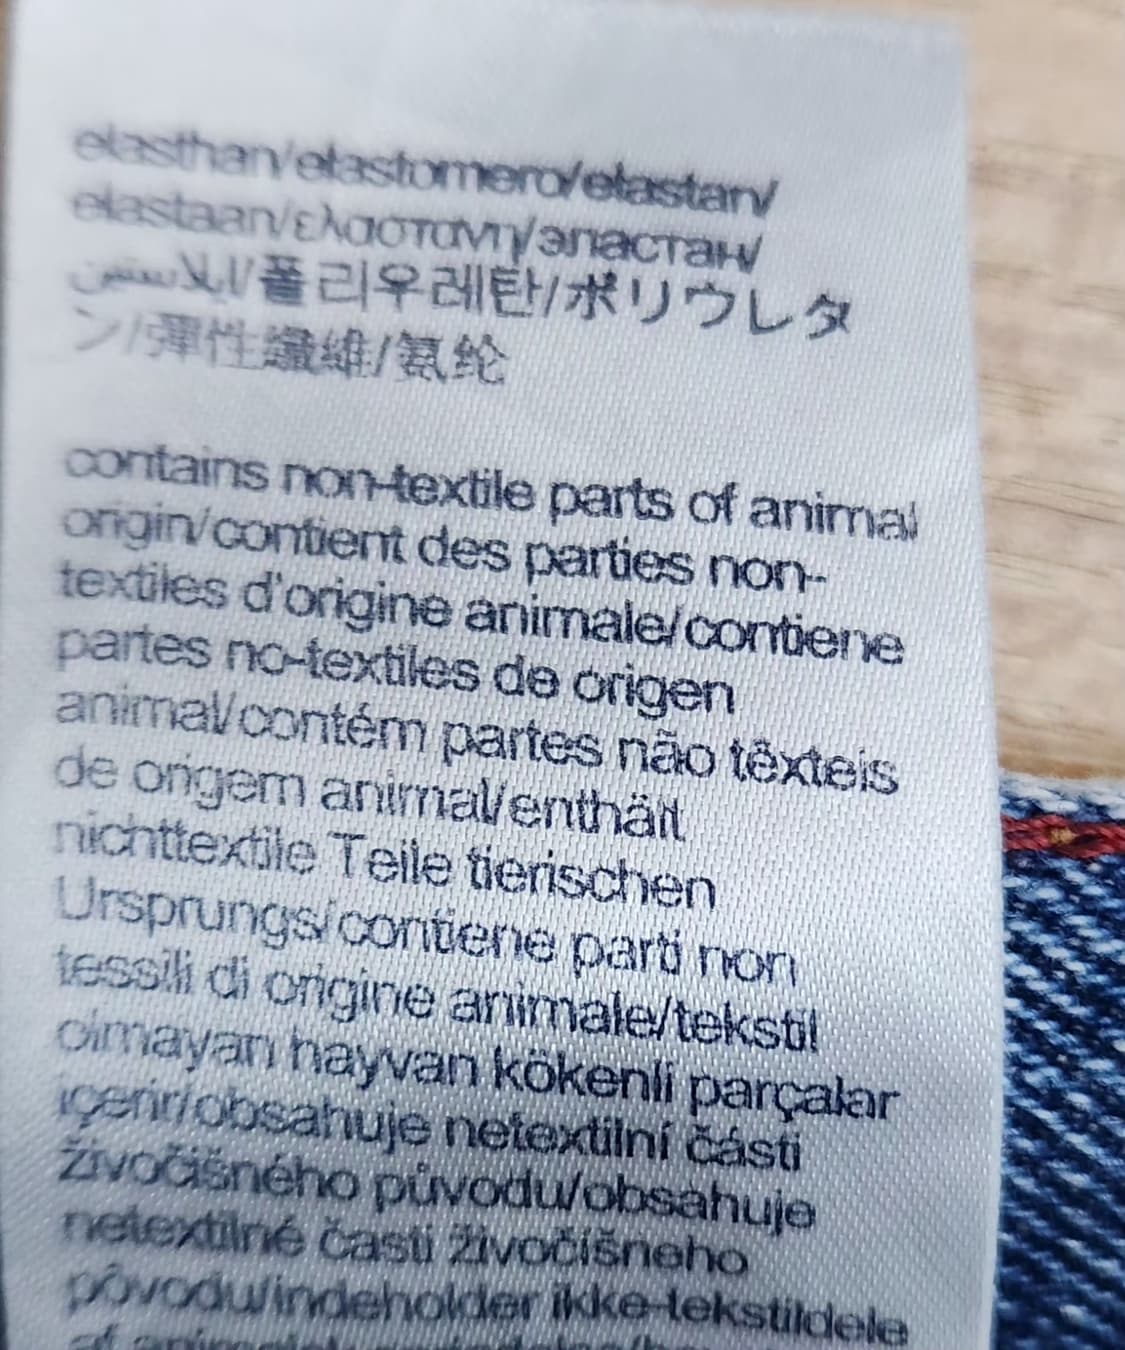 elasthan/elastomero/elastan/
elastaan/ελαστανη/эластан/
ايلاستين/폴리우레탄/ポリウレタ
ン/彈性纖維/氨纶
contains non-textile parts of animal
origin/contient des parties non-
textiles d'origine animale/contiene
partes no-textiles de origen
animal/contém partes não têxteis
de origem animal/enthält
nichttextile Teile tierischen
Ursprungs/contiene parti non
tessili di origine animale/tekstil
olmayan hayvan kökenli parçalar
içerir/obsahuje netextilní části
živočišného původu/obsahuje
netextilné časti živočíšneho
pôvodu/indeholder ikke-tekstildele
af